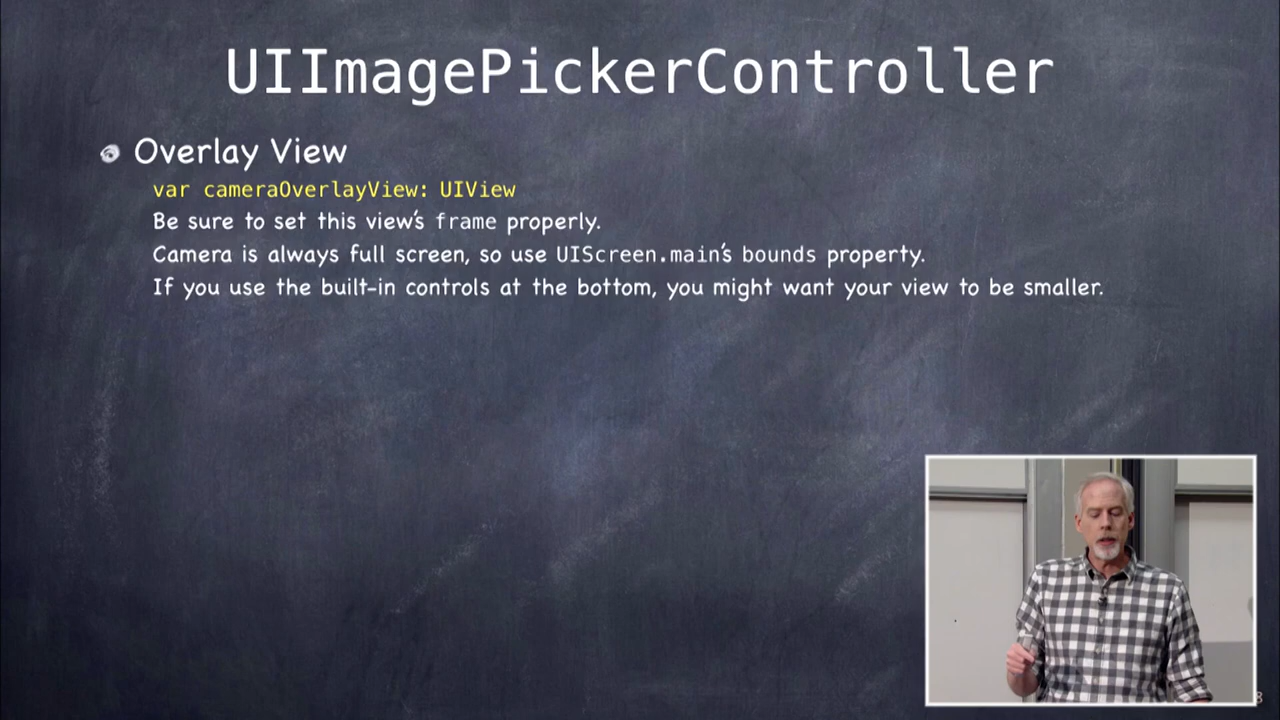 UIImagePickerController
Overlay View
var cameraOverlayView: UIView
Be sure to set this view's frame properly.
Camera is always full screen, so use UIScreen.main's bounds property.
If you use the built-in controls at the bottom, you might want your view to be smaller.
8